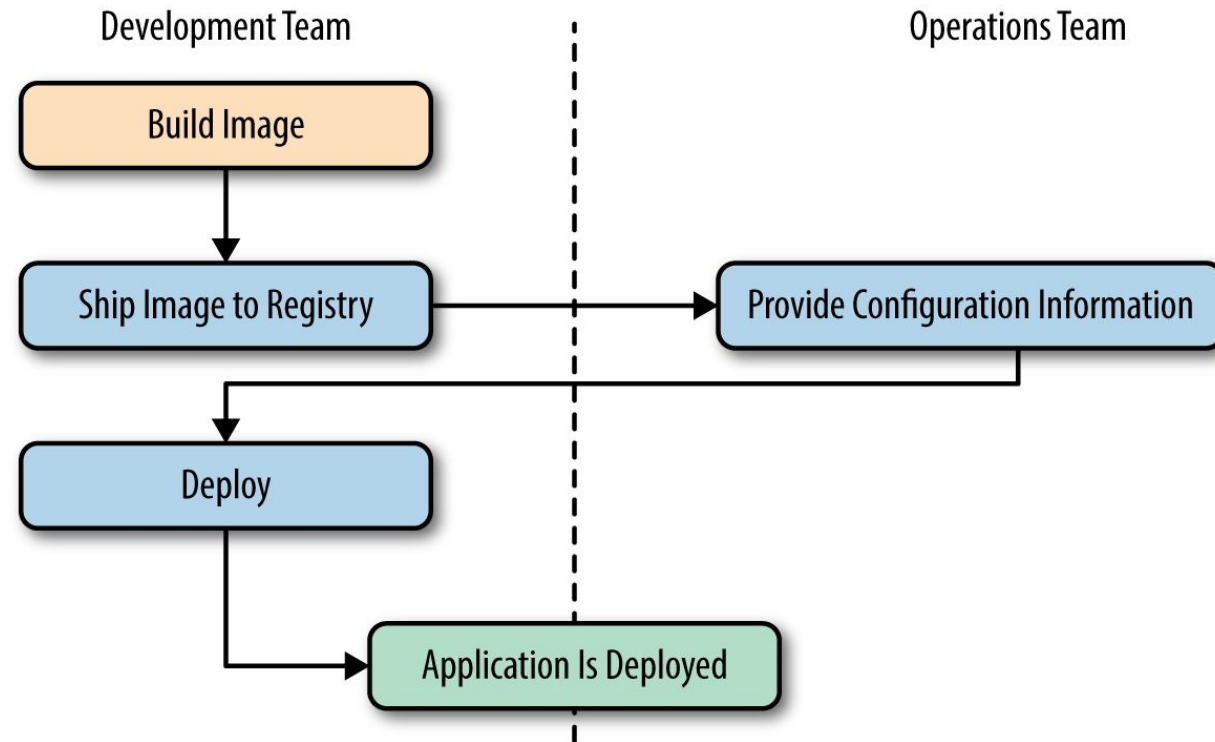 Development Team
Operations Team
Build Image
Ship Image to Registry
Provide Configuration Information
Deploy
Application Is Deployed